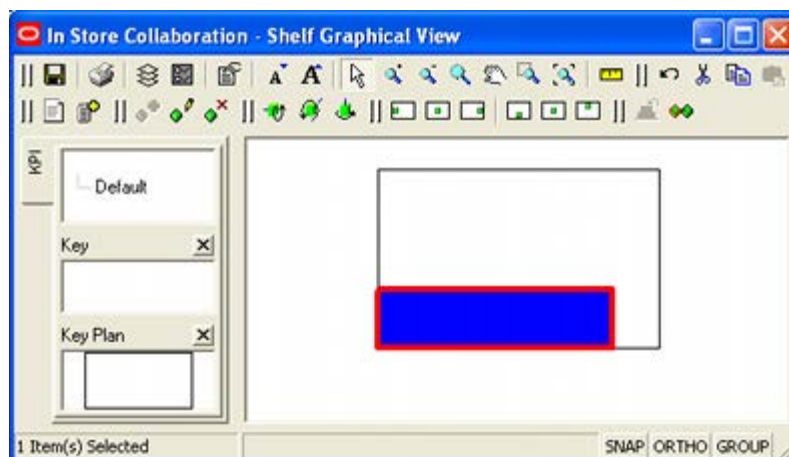 In Store Collaboration - Shelf Graphical View
KPI
Default
Key
Key Plan
1 Item(s) Selected
SNAP ORTHO GROUP